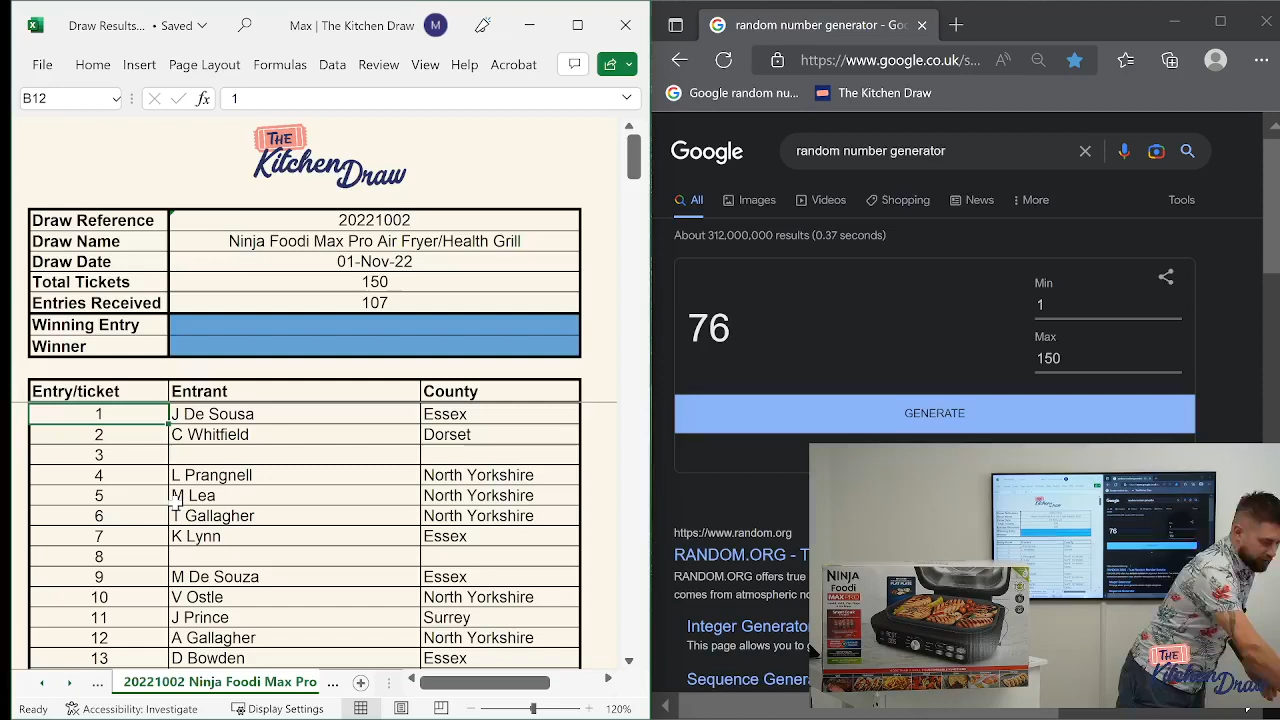 Draw Results... • Saved
Max | The Kitchen Draw
M
File Home Insert Page Layout Formulas Data Review View Help Acrobat
B12
fx
1
THE
Kitchen Draw
Draw Reference 20221002
Draw Name Ninja Foodi Max Pro Air Fryer/Health Grill
Draw Date 01-Nov-22
Total Tickets 150
Entries Received 107
Winning Entry
Winner
Entry/ticket Entrant County
1 J De Sousa Essex
2 C Whitfield Dorset
3
4 L Prangnell North Yorkshire
5 M Lea North Yorkshire
6 T Gallagher North Yorkshire
7 K Lynn Essex
8
9 M De Souza Essex
10 V Ostle North Yorkshire
11 J Prince Surrey
12 A Gallagher North Yorkshire
13 D Bowden Essex
... 20221002 Ninja Foodi Max Pro ...
Ready Accessibility: Investigate Display Settings 120%
random number generator - Goo
https://www.google.co.uk/s...
Google random nu... The Kitchen Draw
Google
random number generator
All Images Videos Shopping News More Tools
About 312,000,000 results (0.37 seconds)
76
Min
1
Max
150
GENERATE
https://www.random.org
RANDOM.ORG - T
RANDOM.ORG offers true
comes from atmospheric no
Integer Generato
This page allows you to g
Sequence Genera
NINJA
Foodi
MAXPRO
THE
Kitchen Draw